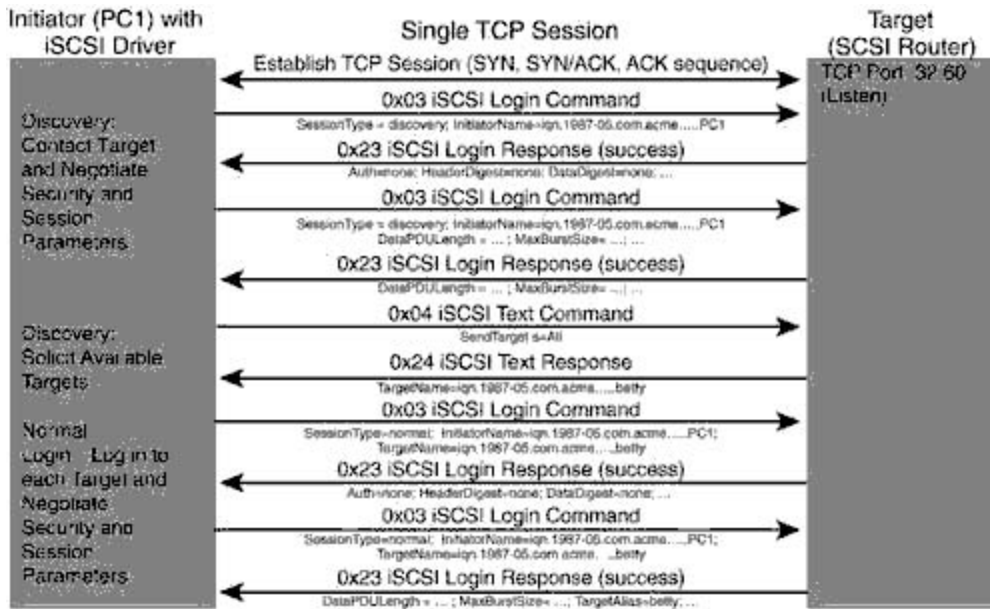 Initiator (PC1) with
iSCSI Driver
Single TCP Session
Target
(SCSI Router)
Establish TCP Session (SYN, SYN/ACK, ACK sequence)
TCP Port 3260
(Listen)
0x03 iSCSI Login Command
SessionType = discovery; InitiatorName=iqn.1987-05.com.acme.....PC1
Discovery:
Contact Target
and Negotiate
Security and
Session
Parameters
0x23 iSCSI Login Response (success)
Auth=none; HeaderDigest=none; DataDigest=none; ...
0x03 iSCSI Login Command
SessionType = discovery; InitiatorName=iqn.1987-05.com.acme.....PC1
DataPDULength = ... ; MaxBurstSize= ...; ...
0x23 iSCSI Login Response (success)
DataPDULength = ... ; MaxBurstSize= ...; ...
0x04 iSCSI Text Command
SendTarget s=All
Discovery:
Solicit Available
Targets
0x24 iSCSI Text Response
TargetName=iqn.1987-05.com.acme.....betty
0x03 iSCSI Login Command
SessionType=normal; InitiatorName=iqn.1987-05.com.acme.....PC1;
TargetName=iqn.1987-05.com.acme.....betty
Normal
Login Log in to
each Target and
Negotiate
Security and
Session
Parameters
0x23 iSCSI Login Response (success)
Auth=none; HeaderDigest=none; DataDigest=none; ...
0x03 iSCSI Login Command
SessionType=normal; InitiatorName=iqn.1987-05.com.acme.....PC1;
TargetName=iqn.1987-05.com.acme. ...betty
0x23 iSCSI Login Response (success)
DataPDULength = ... ; MaxBurstSize= ...; TargetAlias=betty; ...